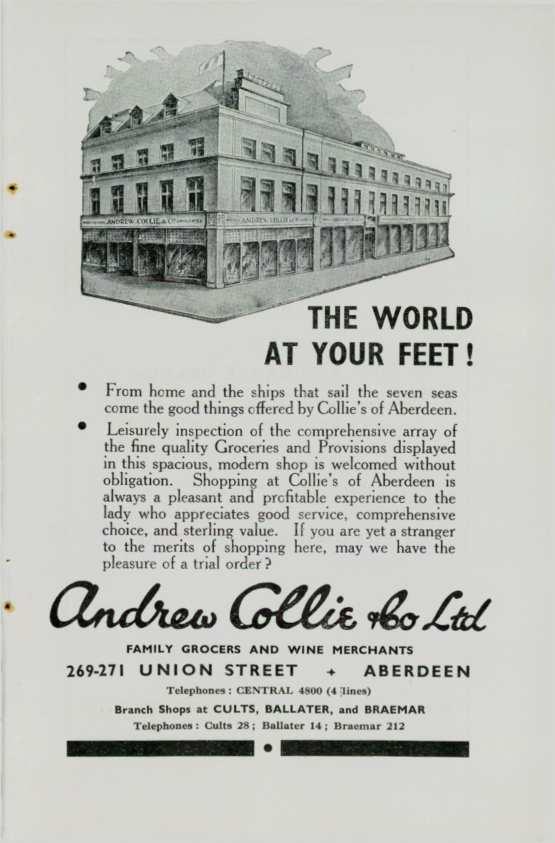 ANDREW COLLIE & Co
ANDREW COLLIE & Co
THE WORLD
AT YOUR FEET!
• From home and the ships that sail the seven seas
come the good things offered by Collie's of Aberdeen.
• Leisurely inspection of the comprehensive array of
the fine quality Groceries and Provisions displayed
in this spacious, modern shop is welcomed without
obligation. Shopping at Collie's of Aberdeen is
always a pleasant and profitable experience to the
lady who appreciates good service, comprehensive
choice, and sterling value. If you are yet a stranger
to the merits of shopping here, may we have the
pleasure of a trial order?
Andrew Collie & Co Ltd
FAMILY GROCERS AND WINE MERCHANTS
269-271 UNION STREET + ABERDEEN
Telephones: CENTRAL 4800 (4 lines)
Branch Shops at CULTS, BALLATER, and BRAEMAR
Telephones: Cults 28; Ballater 14; Braemar 212